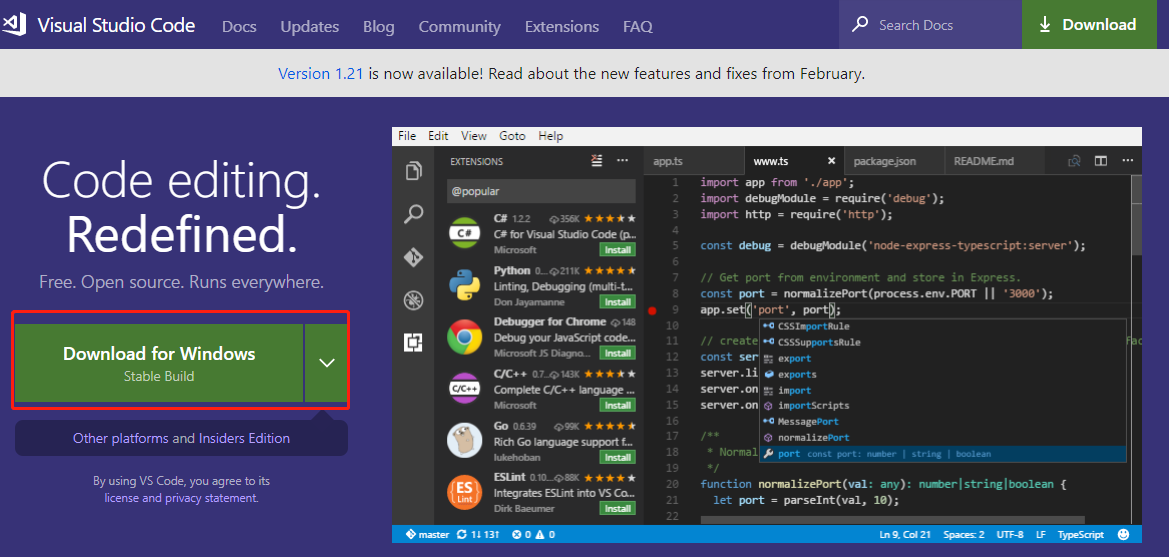 Visual Studio Code Docs Updates Blog Community Extensions FAQ Search Docs Download
Version 1.21 is now available! Read about the new features and fixes from February.
Code editing.
Redefined.
Free. Open source. Runs everywhere.
Download for Windows
Stable Build
Other platforms and Insiders Edition
By using VS Code, you agree to its
license and privacy statement.
File Edit View Goto Help
EXTENSIONS
@popular
C# 1.2.2 356K
C# for Visual Studio Code (p...
Microsoft Install
Python 0... 211K
Linting, Debugging (multi-t...
Don Jayamanne Install
Debugger for Chrome 148
Debug your JavaScript code...
Microsoft JS Diagno... Install
C/C++ 0.7... 143K
Complete C/C++ language ...
Microsoft Install
Go 0.6.39 99K
Rich Go language support f...
lukehoban Install
ESLint 0.10... 88K
Integrates ESLint into VS Co...
Dirk Baeumer Install
app.ts www.ts package.json README.md
1 import app from './app';
2 import debugModule = require('debug');
3 import http = require('http');
4
5 const debug = debugModule('node-express-typescript:server');
6
7 // Get port from environment and store in Express.
8 const port = normalizePort(process.env.PORT || '3000');
9 app.set('port', port);
10
11 // create
12 const ser
13 server.li
14 server.on
15 server.on
16
17 /**
18 * Normal
19 */
20 function normalizePort(val: any): number|string|boolean {
21 let port = parseInt(val, 10);
22
CSSImportRule
CSSSupportsRule
export
exports
import
importScripts
MessagePort
normalizePort
port const port: number | string | boolean
master 1↓ 13↑ 0 0 Ln 9, Col 21 Spaces: 2 UTF-8 LF TypeScript